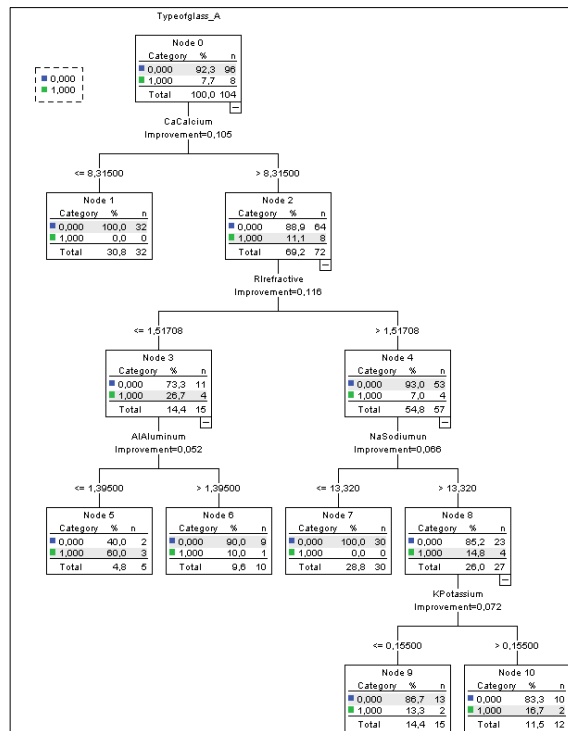 Typeofglass_A
0,000
1,000
Node 0
Category % n
0,000 92,3 96
1,000 7,7 8
Total 100,0 104
CaCalcium
Improvement=0,105
<= 8,31500
> 8,31500
Node 1
Category % n
0,000 100,0 32
1,000 0,0 0
Total 30,8 32
Node 2
Category % n
0,000 88,9 64
1,000 11,1 8
Total 69,2 72
RIrefractive
Improvement=0,116
<= 1,51708
> 1,51708
Node 3
Category % n
0,000 73,3 11
1,000 26,7 4
Total 14,4 15
Node 4
Category % n
0,000 93,0 53
1,000 7,0 4
Total 54,8 57
AlAluminum
Improvement=0,052
NaSodiumun
Improvement=0,066
<= 1,39500
> 1,39500
<= 13,320
> 13,320
Node 5
Category % n
0,000 40,0 2
1,000 60,0 3
Total 4,8 5
Node 6
Category % n
0,000 90,0 9
1,000 10,0 1
Total 9,6 10
Node 7
Category % n
0,000 100,0 30
1,000 0,0 0
Total 28,8 30
Node 8
Category % n
0,000 85,2 23
1,000 14,8 4
Total 26,0 27
KPotassium
Improvement=0,072
<= 0,15500
> 0,15500
Node 9
Category % n
0,000 86,7 13
1,000 13,3 2
Total 14,4 15
Node 10
Category % n
0,000 83,3 10
1,000 16,7 2
Total 11,5 12